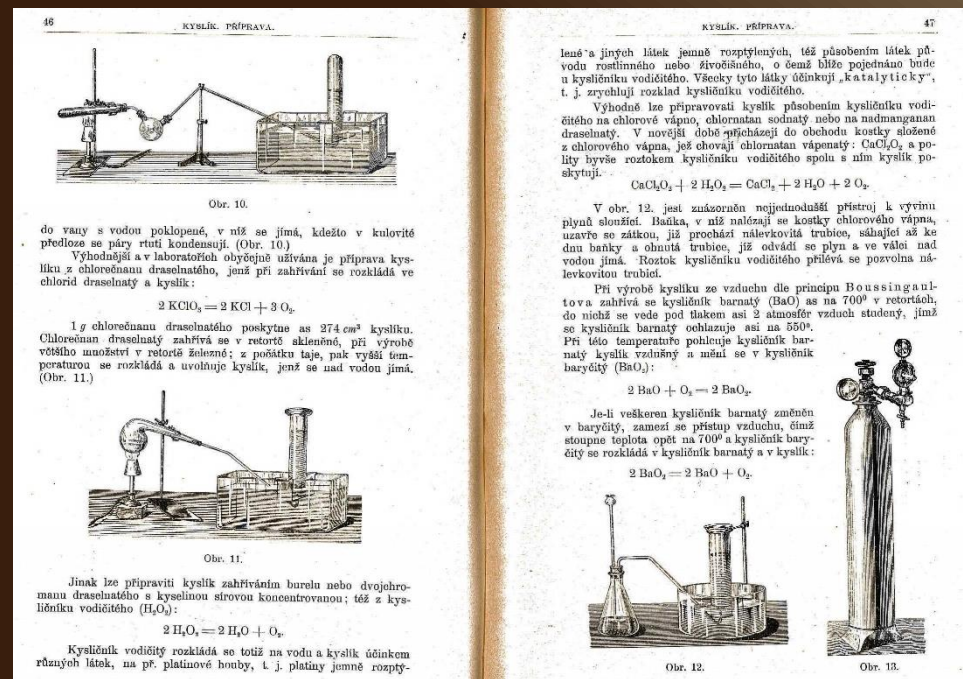 46
KYSLÍK. PŘÍPRAVA.
Obr. 10.
do vany s vodou poklopené, v níž se jímá, kdežto v kulovité
předloze se páry rtuti kondensují. (Obr. 10.)
Výhodnější a v laboratořích obyčejně užívána je příprava kys-
líku z chlorečnanu draselnatého, jenž při zahřívání se rozkládá ve
chlorid draselnatý a kyslík:
2 KClO₃ = 2 KCl + 3 O₂.
1 g chlorečnanu draselnatého poskytne as 274 cm³ kyslíku.
Chlorečnan draselnatý zahřívá se v retortě skleněné, při výrobě
většího množství v retortě železné; z počátku taje, pak vyšší tem-
peraturou se rozkládá a uvolňuje kyslík, jenž se nad vodou jímá.
(Obr. 11.)
Obr. 11.
Jinak lze připraviti kyslík zahříváním burelu nebo dvojchro-
manu draselnatého s kyselinou sírovou koncentrovanou; též z kys-
ličníku vodičitého (H₂O₂):
2 H₂O₂ = 2 H₂O + O₂.
Kysličník vodičitý rozkládá se totiž na vodu a kyslík účinkem
různých látek, na př. platinové houby, t. j. platiny jemně rozptý-
KYSLÍK. PŘÍPRAVA.
47
lené a jiných látek jemně rozptýlených, též působením látek pů-
vodu rostlinného nebo živočišného, o čemž blíže pojednáno bude
u kysličníku vodičitého. Všecky tyto látky účinkují „katalyticky",
t. j. zrychlují rozklad kysličníku vodičitého.
Výhodně lze připravovati kyslík působením kysličníku vodi-
čitého na chlorové vápno, chlornatan sodnatý nebo na nadmanganan
draselnatý. V novější době přicházejí do obchodu kostky složené
z chlorového vápna, jež chovají chlornatan vápenatý: CaCl₂O₂ a po-
lity byvše roztokem kysličníku vodičitého spolu s ním kyslík po-
skytují.
CaCl₂O₂ + 2 H₂O₂ = CaCl₂ + 2 H₂O + 2 O₂.
V obr. 12. jest znázorněn nejjednodušší přístroj k vývinu
plynů sloužící. Baňka, v níž nalézají se kostky chlorového vápna,
uzavře se zátkou, jíž prochází nálevkovitá trubice, sáhající až ke
dnu baňky a ohnutá trubice, jíž odvádí se plyn a ve válci nad
vodou jímá. Roztok kysličníku vodičitého přilévá se pozvolna ná-
levkovitou trubicí.
Při výrobě kyslíku ze vzduchu dle principu Boussingaul-
tova zahřívá se kysličník barnatý (BaO) as na 700⁰ v retortách,
do nichž se vede pod tlakem asi 2 atmosfér vzduch studený, jímž
se kysličník barnatý ochlazuje asi na 550⁰.
Při této temperatuře pohlcuje kysličník bar-
natý kyslík vzdušný a mění se v kysličník
baryčitý (BaO₂):
2 BaO + O₂ = 2 BaO₂.
Je-li veškeren kysličník barnatý změněn
v baryčitý, zamezí se přístup vzduchu, čímž
stoupne teplota opět na 700⁰ a kysličník bary-
čitý se rozkládá v kysličník barnatý a v kyslík:
2 BaO₂ = 2 BaO + O₂.
Obr. 12.
Obr. 13.